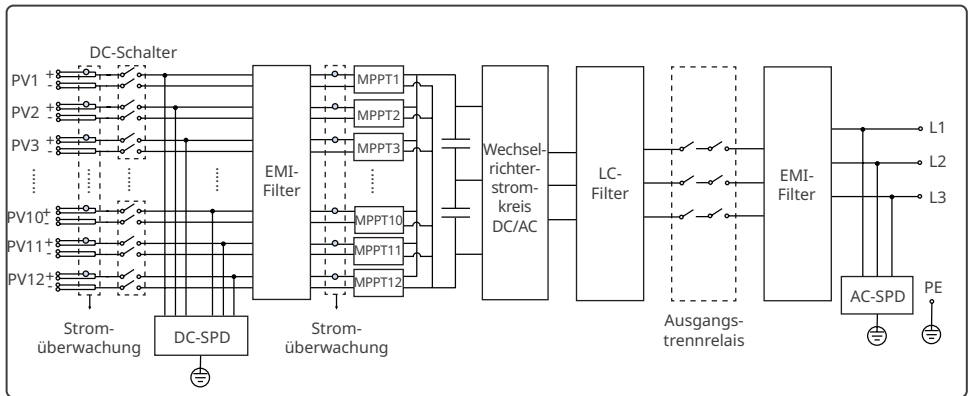 DC-Schalter
PV1 + -
PV2 + -
PV3 + -
PV10 + -
PV11 + -
PV12 + -
Strom-
überwachung
DC-SPD
EMI-
Filter
Strom-
überwachung
MPPT1
MPPT2
MPPT3
MPPT10
MPPT11
MPPT12
Wechsel-
richter-
strom-
kreis
DC/AC
LC-
Filter
Ausgangs-
trennrelais
EMI-
Filter
L1
L2
L3
AC-SPD
PE